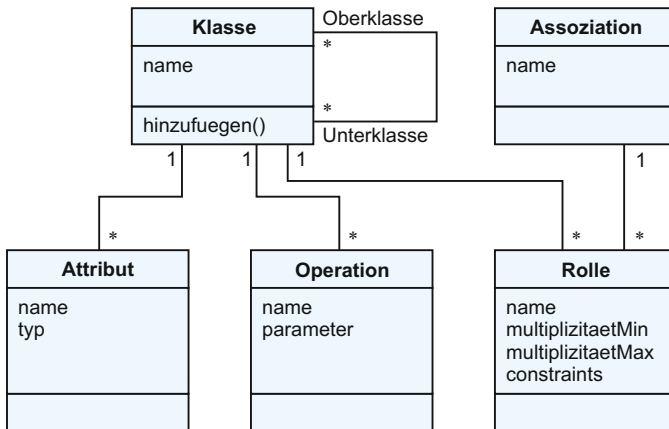 Klasse
name
hinzufuegen()
Oberklasse
*
*
Unterklasse
Assoziation
name
1
1
1
1
*
*
*
*
Attribut
name
typ
Operation
name
parameter
Rolle
name
multiplizitaetMin
multiplizitaetMax
constraints